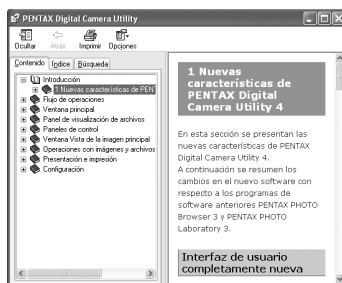 PENTAX Digital Camera Utility
Ocultar Atrás Imprimir Opciones
Contenido Índice Búsqueda
Introducción
1 Nuevas características de PEN
Flujo de operaciones
Ventana principal
Panel de visualización de archivos
Paneles de control
Ventana Vista de la imagen principal
Operaciones con imágenes y archivos
Presentación e impresión
Configuración
1 Nuevas
características de
PENTAX Digital
Camera Utility 4
En esta sección se presentan las
nuevas características de PENTAX
Digital Camera Utility 4.
A continuación se resumen los
cambios en el nuevo software con
respecto a los programas de
software anteriores PENTAX PHOTO
Browser 3 y PENTAX PHOTO
Laboratory 3.
Interfaz de usuario
completamente nueva